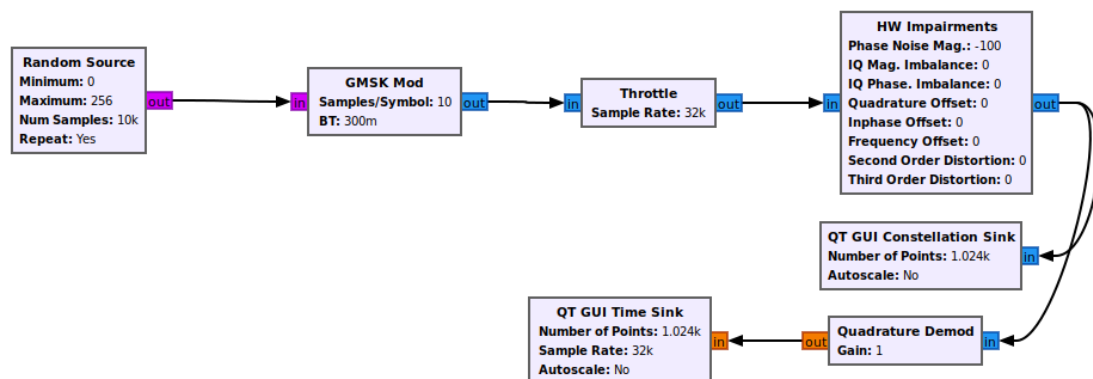 Random Source
Minimum: 0
Maximum: 256
Num Samples: 10k
Repeat: Yes
out
in
GMSK Mod
Samples/Symbol: 10
BT: 300m
out
in
Throttle
Sample Rate: 32k
out
in
HW Impairments
Phase Noise Mag.: -100
IQ Mag. Imbalance: 0
IQ Phase. Imbalance: 0
Quadrature Offset: 0
Inphase Offset: 0
Frequency Offset: 0
Second Order Distortion: 0
Third Order Distortion: 0
out
QT GUI Constellation Sink
Number of Points: 1.024k
Autoscale: No
in
QT GUI Time Sink
Number of Points: 1.024k
Sample Rate: 32k
Autoscale: No
in
out
Quadrature Demod
Gain: 1
in